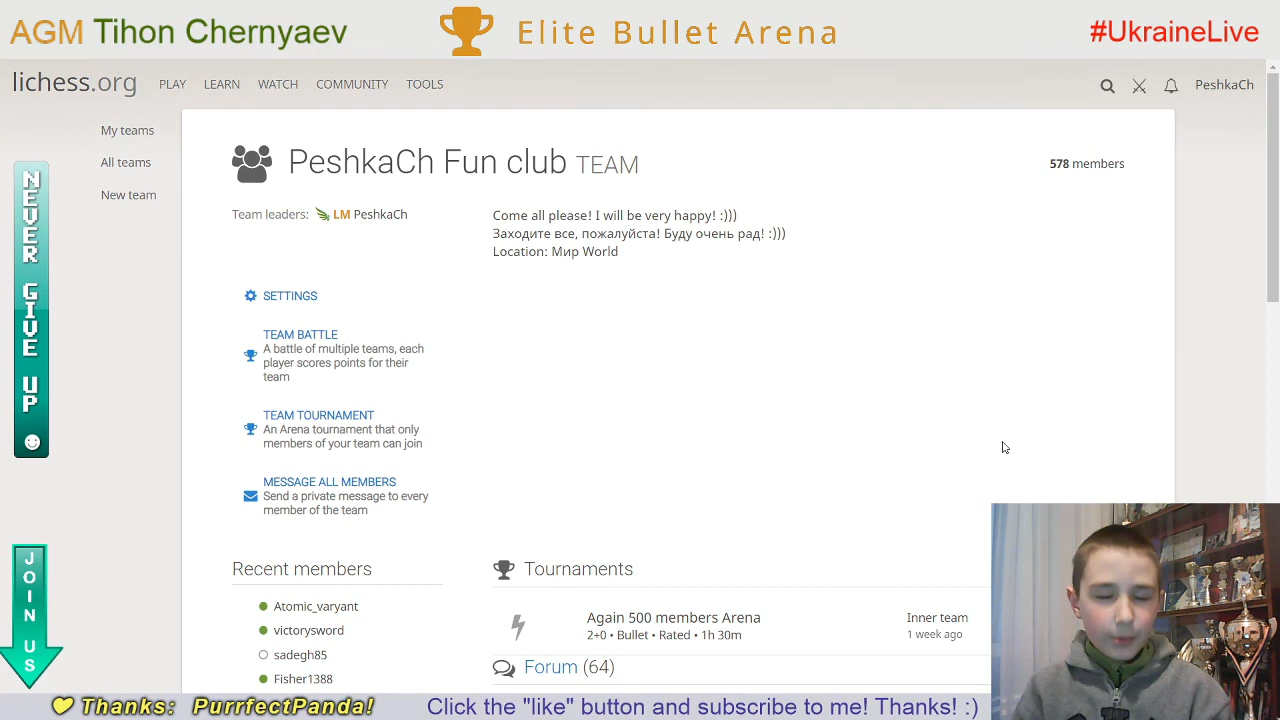 AGM Tihon Chernyaev
Elite Bullet Arena
#UkraineLive
lichess.org
PLAY
LEARN
WATCH
COMMUNITY
TOOLS
PeshkaCh
My teams
All teams
New team
NEVER GIVE UP
PeshkaCh Fun club TEAM
578 members
Team leaders: LM PeshkaCh
Come all please! I will be very happy! :)))
Заходите все, пожалуйста! Буду очень рад! :)))
Location: Мир World
SETTINGS
TEAM BATTLE
A battle of multiple teams, each
player scores points for their
team
TEAM TOURNAMENT
An Arena tournament that only
members of your team can join
MESSAGE ALL MEMBERS
Send a private message to every
member of the team
JOIN US
Recent members
Atomic_varyant
victorysword
sadegh85
Fisher1388
Tournaments
Again 500 members Arena
2+0 • Bullet • Rated • 1h 30m
Inner team
1 week ago
Forum (64)
Thanks: PurrfectPanda!
Click the "like" button and subscribe to me! Thanks! :)